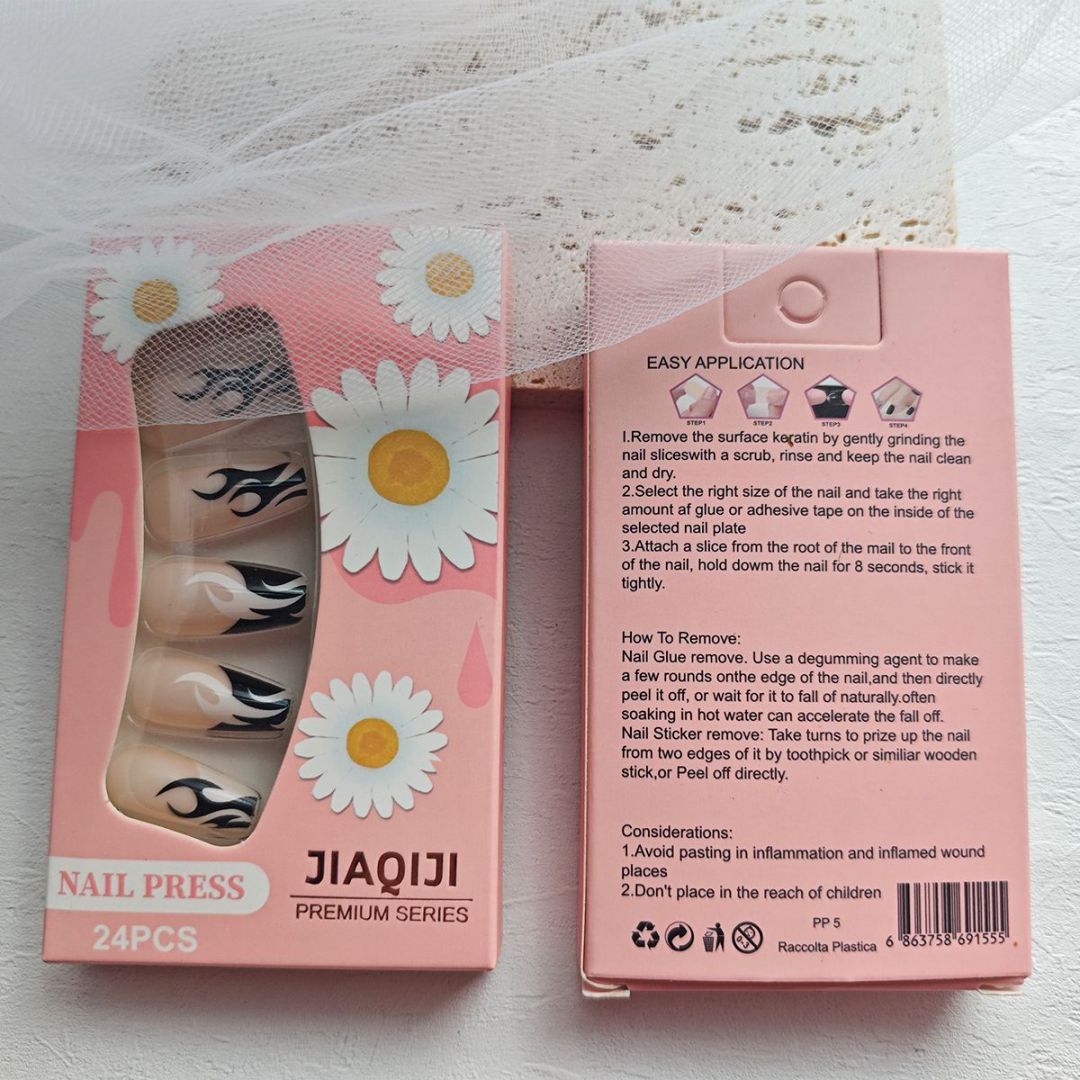 JIAQIJI
PREMIUM SERIES
NAIL PRESS
24PCS
EASY APPLICATION
STEP1 STEP2 STEP3 STEP4
I.Remove the surface keratin by gently grinding the
nail sliceswith a scrub, rinse and keep the nail clean
and dry.
2.Select the right size of the nail and take the right
amount af glue or adhesive tape on the inside of the
selected nail plate
3.Attach a slice from the root of the mail to the front
of the nail, hold dowm the nail for 8 seconds, stick it
tightly.
How To Remove:
Nail Glue remove. Use a degumming agent to make
a few rounds onthe edge of the nail,and then directly
peel it off, or wait for it to fall of naturally.often
soaking in hot water can accelerate the fall off.
Nail Sticker remove: Take turns to prize up the nail
from two edges of it by toothpick or similiar wooden
stick,or Peel off directly.
Considerations:
1.Avoid pasting in inflammation and inflamed wound
places
2.Don't place in the reach of children
0-3
PP 5
Raccolta Plastica
6 863758 691555